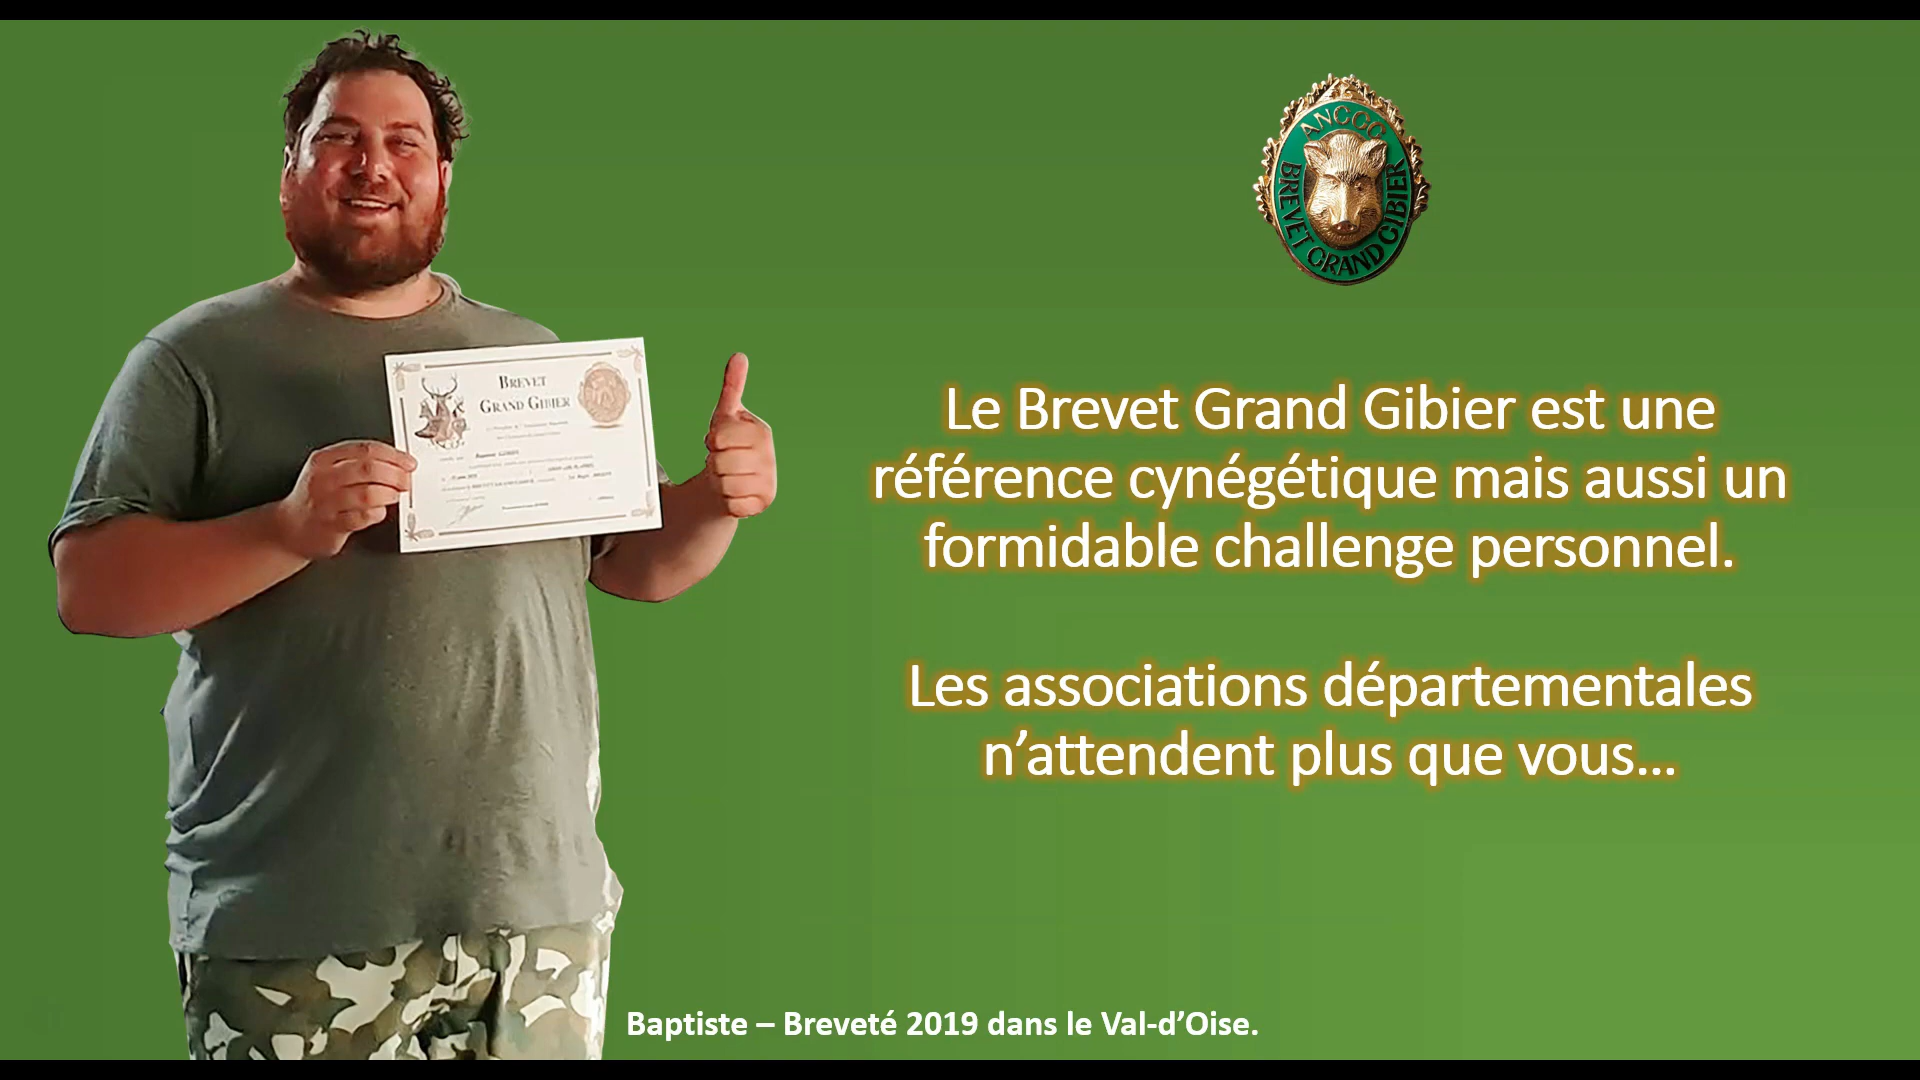 ANCGG
BREVET GRAND GIBIER
BREVET
GRAND GIBIER
Le Brevet Grand Gibier est une
référence cynégétique mais aussi un
formidable challenge personnel.
Les associations départementales
n’attendent plus que vous…
Baptiste – Breveté 2019 dans le Val-d’Oise.